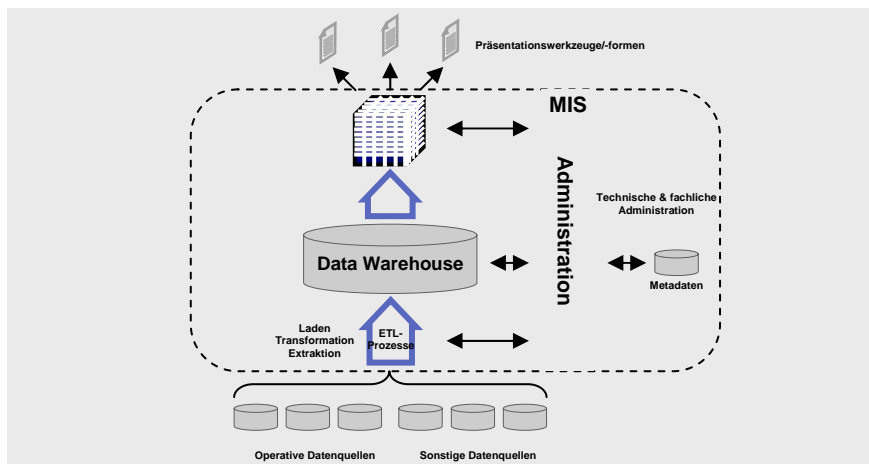 Präsentationswerkzeuge/-formen
MIS
Administration
Technische & fachliche
Administration
Data Warehouse
Metadaten
Laden
Transformation
Extraktion
ETL-
Prozesse
Operative Datenquellen
Sonstige Datenquellen